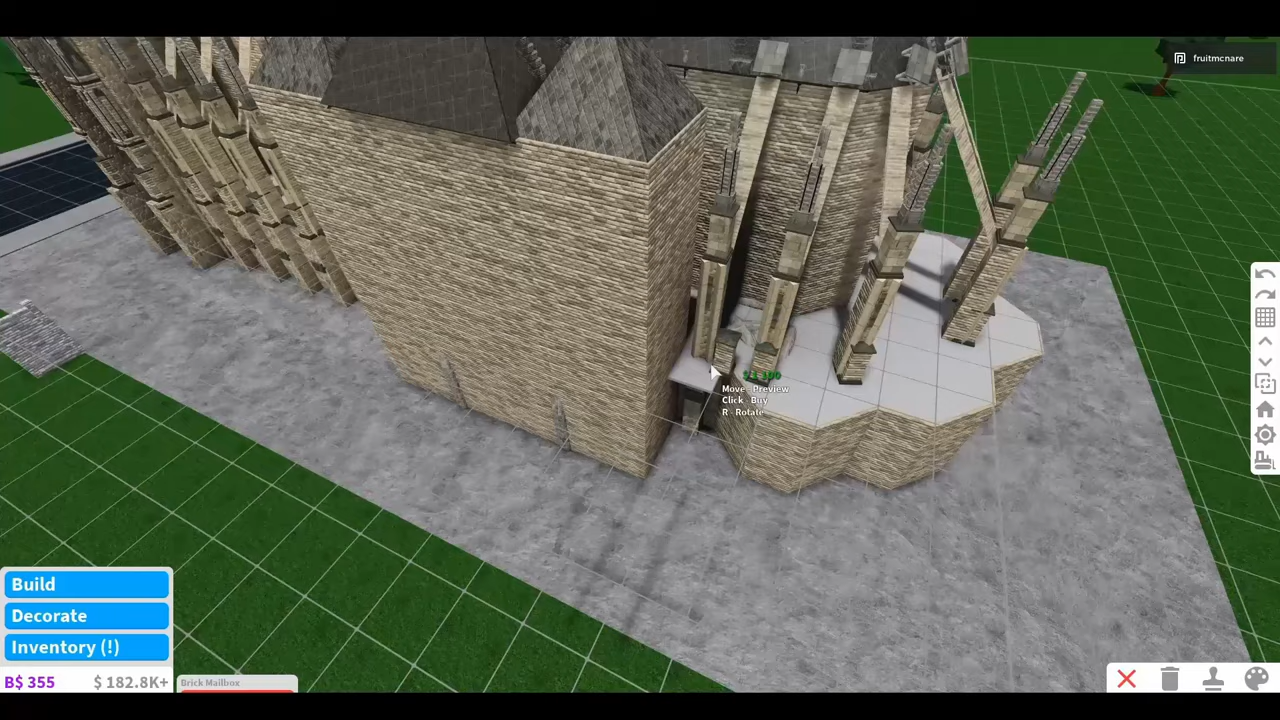 fruitmcnare
Move - Preview
Click - Buy
R - Rotate
Build
Decorate
Inventory (!)
B$ 355
$ 182.8K+
Brick Mailbox